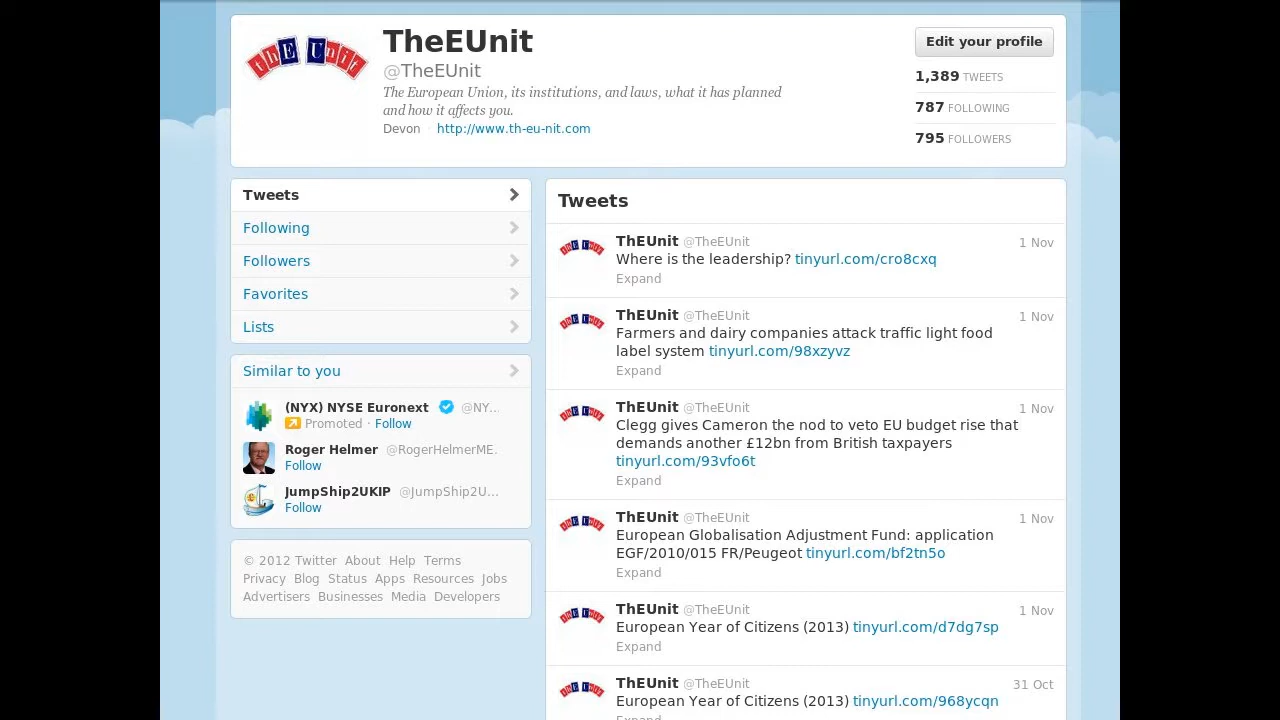 thEUnit
TheEUnit
@TheEUnit
The European Union, its institutions, and laws, what it has planned
and how it affects you.
Devon · http://www.th-eu-nit.com
Edit your profile
1,389 TWEETS
787 FOLLOWING
795 FOLLOWERS
Tweets
Following
Followers
Favorites
Lists
Similar to you
(NYX) NYSE Euronext @NY...
Promoted · Follow
Roger Helmer @RogerHelmerME.
Follow
JumpShip2UKIP @JumpShip2U...
Follow
© 2012 Twitter About Help Terms
Privacy Blog Status Apps Resources Jobs
Advertisers Businesses Media Developers
Tweets
ThEUnit @TheEUnit 1 Nov
Where is the leadership? tinyurl.com/cro8cxq
Expand
ThEUnit @TheEUnit 1 Nov
Farmers and dairy companies attack traffic light food
label system tinyurl.com/98xzyvz
Expand
ThEUnit @TheEUnit 1 Nov
Clegg gives Cameron the nod to veto EU budget rise that
demands another £12bn from British taxpayers
tinyurl.com/93vfo6t
Expand
ThEUnit @TheEUnit 1 Nov
European Globalisation Adjustment Fund: application
EGF/2010/015 FR/Peugeot tinyurl.com/bf2tn5o
Expand
ThEUnit @TheEUnit 1 Nov
European Year of Citizens (2013) tinyurl.com/d7dg7sp
Expand
ThEUnit @TheEUnit 31 Oct
European Year of Citizens (2013) tinyurl.com/968ycqn
Expand